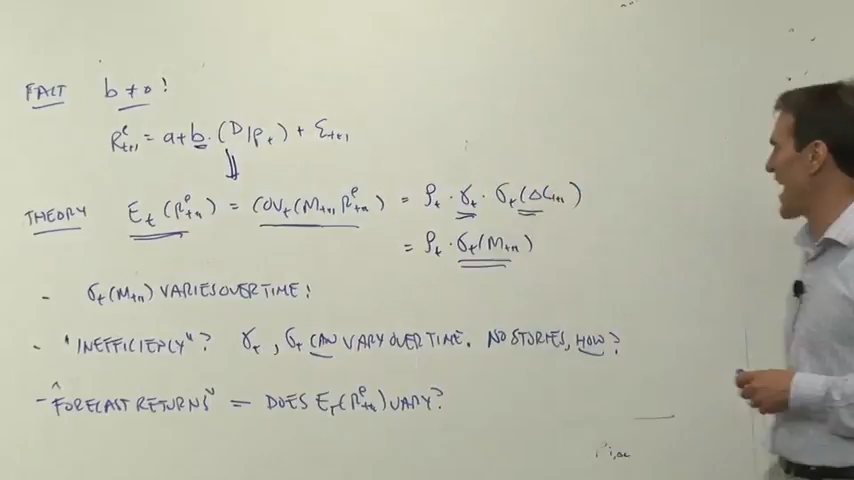 FACT b ≠ 0!
R^e_{t+1} = a + b · (D/P_t) + ε_{t+1}
THEORY E_t(R^e_{t+1}) = COV_t(M_{t+1} R^e_{t+1}) = ρ_t · γ_t · σ_t(ΔC_{t+1})
= ρ_t · σ_t(M_{t+1})
- σ_t(M_{t+1}) VARIES OVER TIME!
- "INEFFICIENCY"? γ_t, σ_t CAN VARY OVER TIME. NO STORIES, HOW?
- "FORECAST RETURNS" = DOES E_t(R^e_{t+1}) VARY?